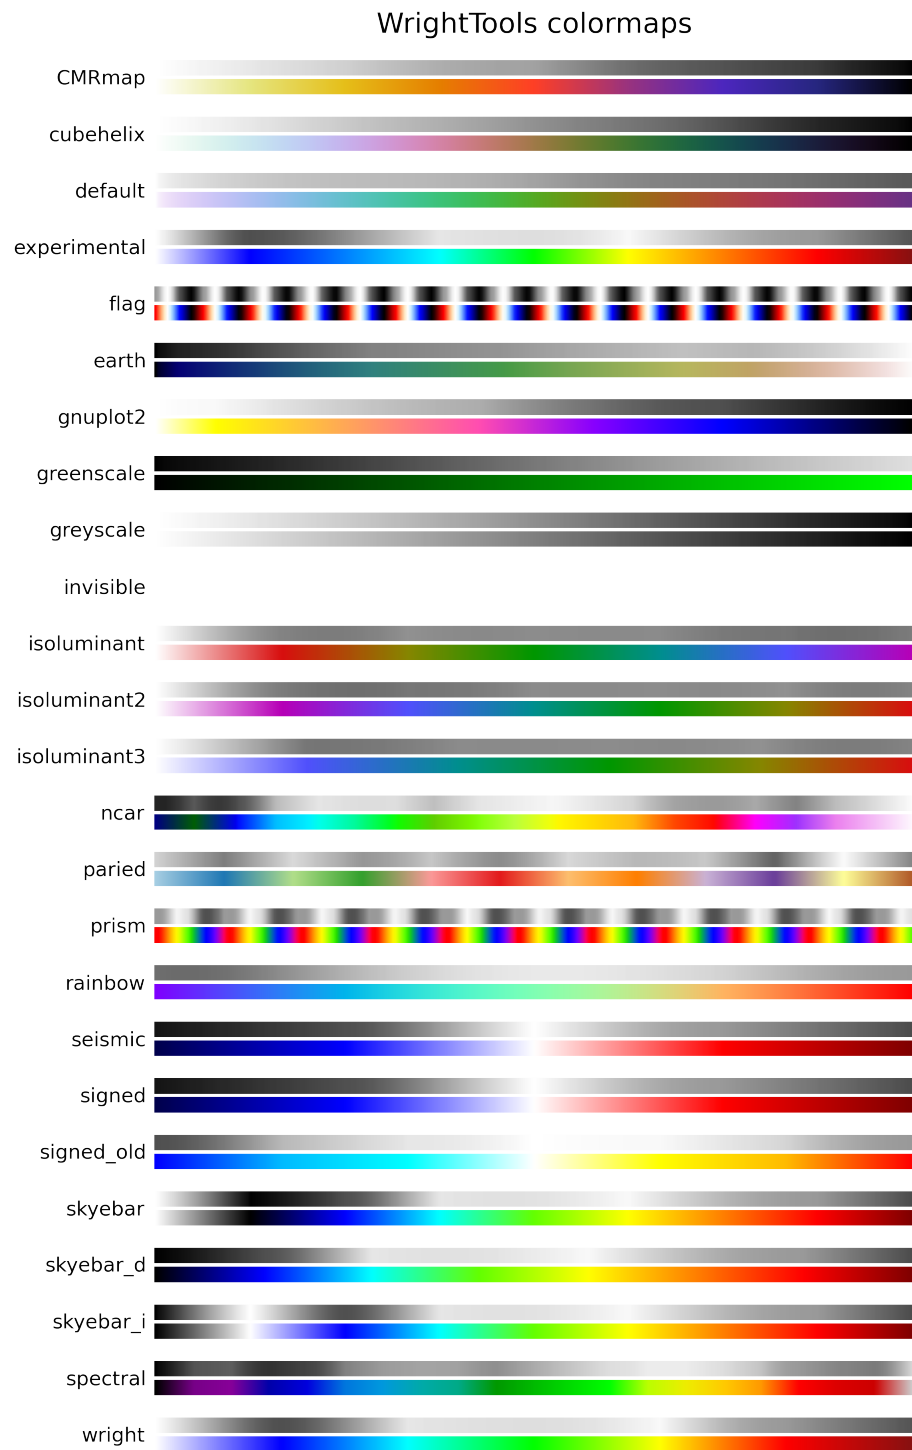 WrightTools colormaps
CMRmap
cubehelix
default
experimental
flag
earth
gnuplot2
greenscale
greyscale
invisible
isoluminant
isoluminant2
isoluminant3
ncar
paried
prism
rainbow
seismic
signed
signed_old
skyebar
skyebar_d
skyebar_i
spectral
wright